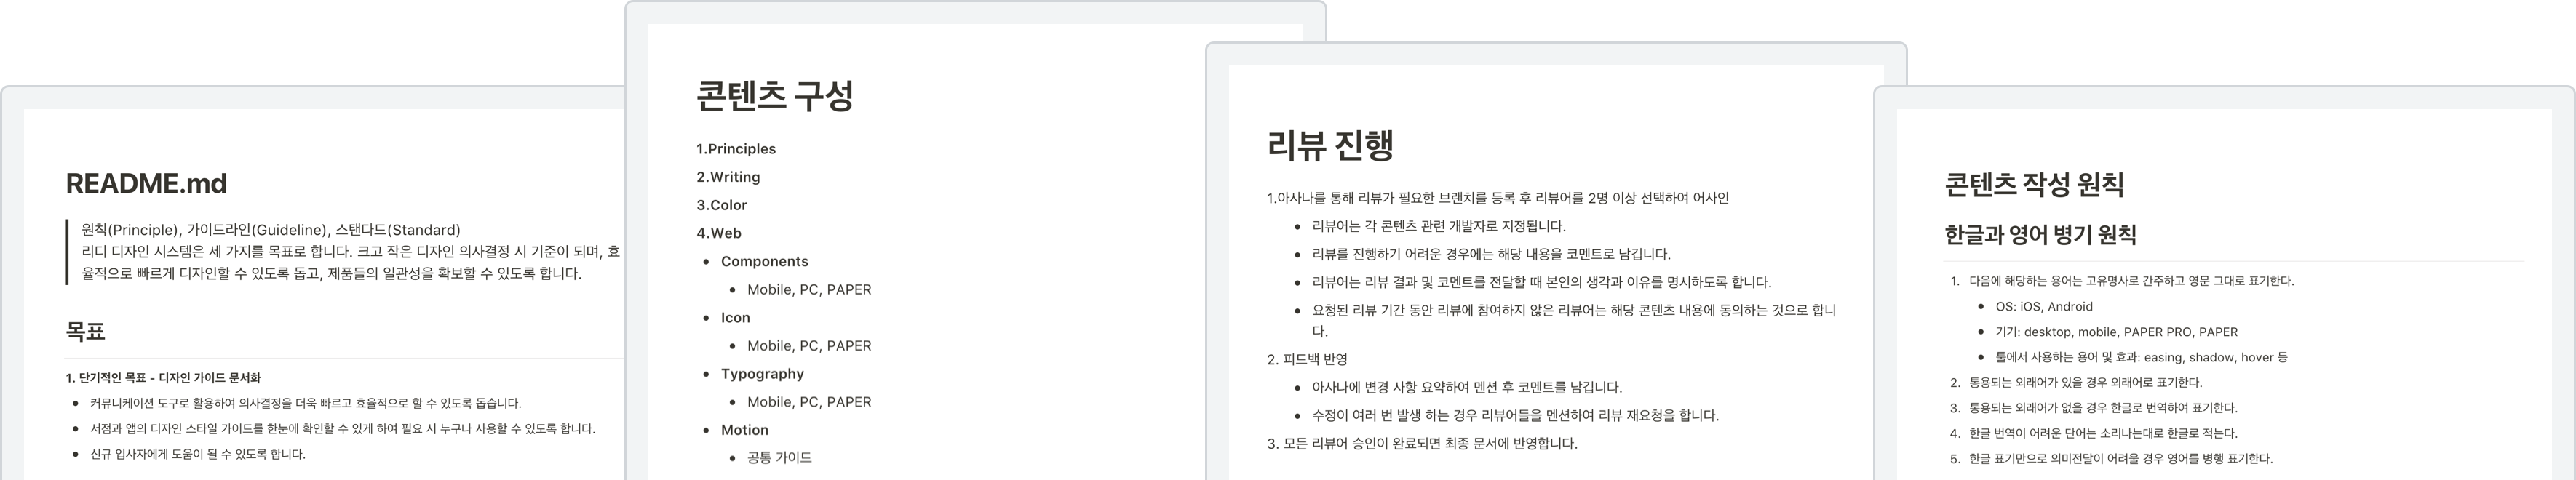 README.md
원칙(Principle), 가이드라인(Guideline), 스탠다드(Standard)
리디 디자인 시스템은 세 가지를 목표로 합니다. 크고 작은 디자인 의사결정 시 기준이 되며, 효
율적으로 빠르게 디자인할 수 있도록 돕고, 제품들의 일관성을 확보할 수 있도록 합니다.
목표
1. 단기적인 목표 - 디자인 가이드 문서화
• 커뮤니케이션 도구로 활용하여 의사결정을 더욱 빠르고 효율적으로 할 수 있도록 돕습니다.
• 서점과 앱의 디자인 스타일 가이드를 한눈에 확인할 수 있게 하여 필요 시 누구나 사용할 수 있도록 합니다.
• 신규 입사자에게 도움이 될 수 있도록 합니다.
콘텐츠 구성
1.Principles
2.Writing
3.Color
4.Web
• Components
• Mobile, PC, PAPER
• Icon
• Mobile, PC, PAPER
• Typography
• Mobile, PC, PAPER
• Motion
• 공통 가이드
리뷰 진행
1.아사나를 통해 리뷰가 필요한 브랜치를 등록 후 리뷰어를 2명 이상 선택하여 어사인
• 리뷰어는 각 콘텐츠 관련 개발자로 지정됩니다.
• 리뷰를 진행하기 어려운 경우에는 해당 내용을 코멘트로 남깁니다.
• 리뷰어는 리뷰 결과 및 코멘트를 전달할 때 본인의 생각과 이유를 명시하도록 합니다.
• 요청된 리뷰 기간 동안 리뷰에 참여하지 않은 리뷰어는 해당 콘텐츠 내용에 동의하는 것으로 합니
다.
2. 피드백 반영
• 아사나에 변경 사항 요약하여 멘션 후 코멘트를 남깁니다.
• 수정이 여러 번 발생 하는 경우 리뷰어들을 멘션하여 리뷰 재요청을 합니다.
3. 모든 리뷰어 승인이 완료되면 최종 문서에 반영합니다.
콘텐츠 작성 원칙
한글과 영어 병기 원칙
1. 다음에 해당하는 용어는 고유명사로 간주하고 영문 그대로 표기한다.
• OS: iOS, Android
• 기기: desktop, mobile, PAPER PRO, PAPER
• 툴에서 사용하는 용어 및 효과: easing, shadow, hover 등
2. 통용되는 외래어가 있을 경우 외래어로 표기한다.
3. 통용되는 외래어가 없을 경우 한글로 번역하여 표기한다.
4. 한글 번역이 어려운 단어는 소리나는대로 한글로 적는다.
5. 한글 표기만으로 의미전달이 어려울 경우 영어를 병행 표기한다.